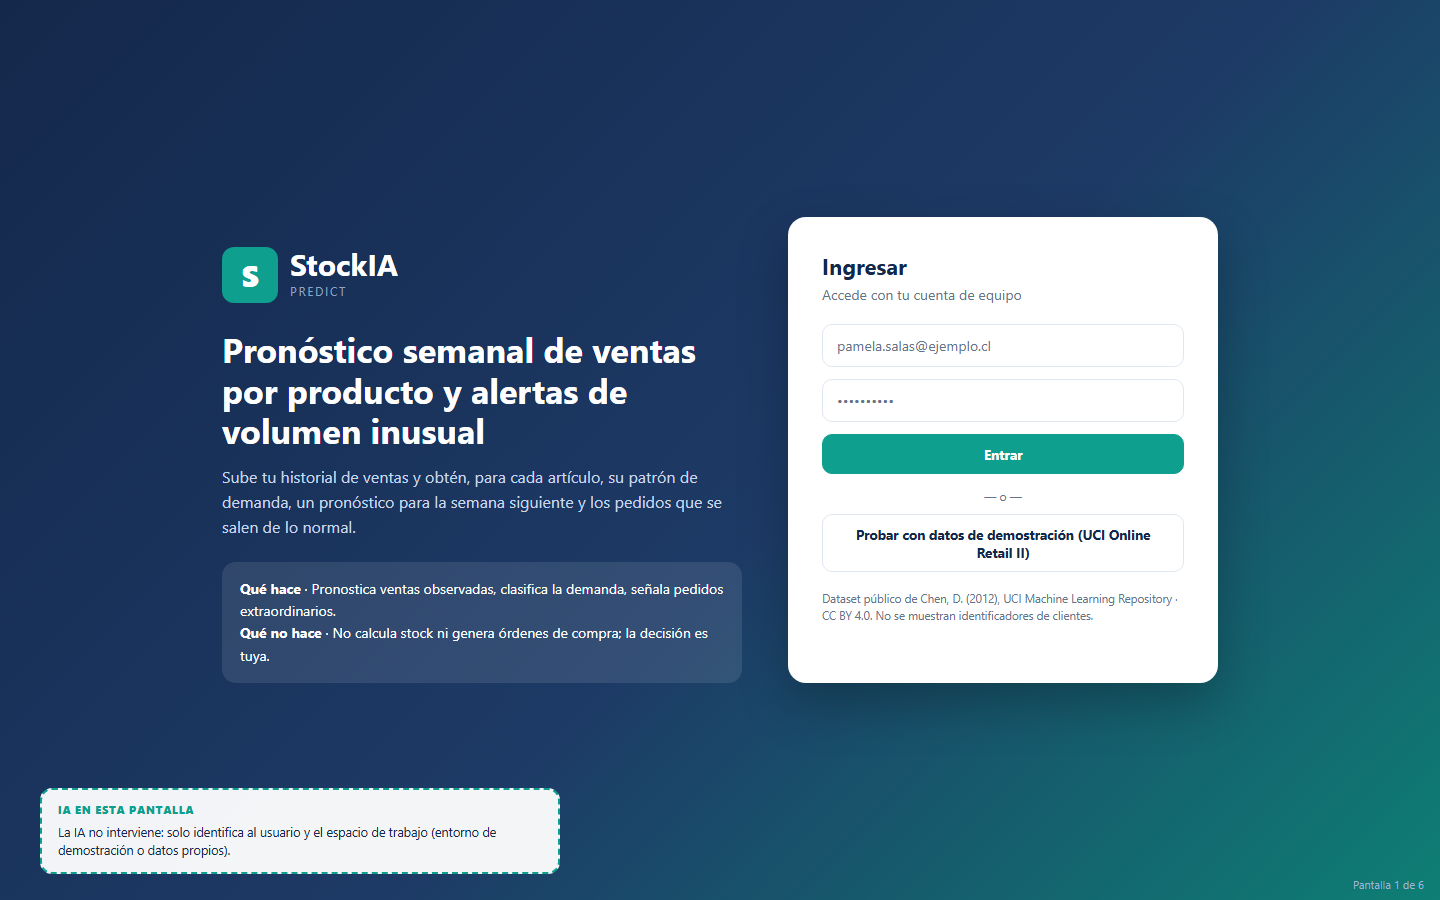 S
StockIA
PREDICT
Pronóstico semanal de ventas
por producto y alertas de
volumen inusual
Sube tu historial de ventas y obtén, para cada artículo, su patrón de
demanda, un pronóstico para la semana siguiente y los pedidos que se
salen de lo normal.
Qué hace · Pronostica ventas observadas, clasifica la demanda, señala pedidos
extraordinarios.
Qué no hace · No calcula stock ni genera órdenes de compra; la decisión es
tuya.
Ingresar
Accede con tu cuenta de equipo
pamela.salas@ejemplo.cl
••••••••••
Entrar
— o —
Probar con datos de demostración (UCI Online
Retail II)
Dataset público de Chen, D. (2012), UCI Machine Learning Repository ·
CC BY 4.0. No se muestran identificadores de clientes.
IA EN ESTA PANTALLA
La IA no interviene: solo identifica al usuario y el espacio de trabajo (entorno de
demostración o datos propios).
Pantalla 1 de 6